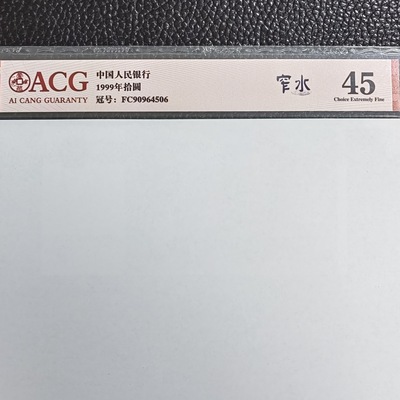 ACG
AI CANG GUARANTY
中国人民银行
1999年拾圆
冠号：FC90964506
窄水
45
Choice Extremely Fine